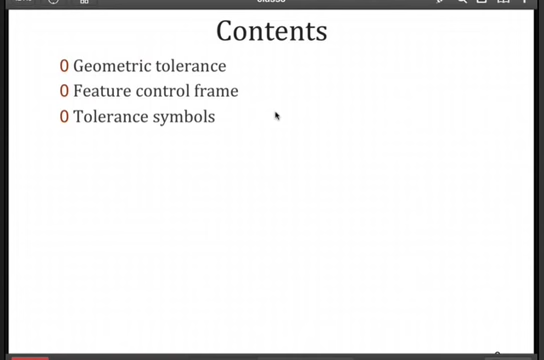 Contents
0 Geometric tolerance
0 Feature control frame
0 Tolerance symbols